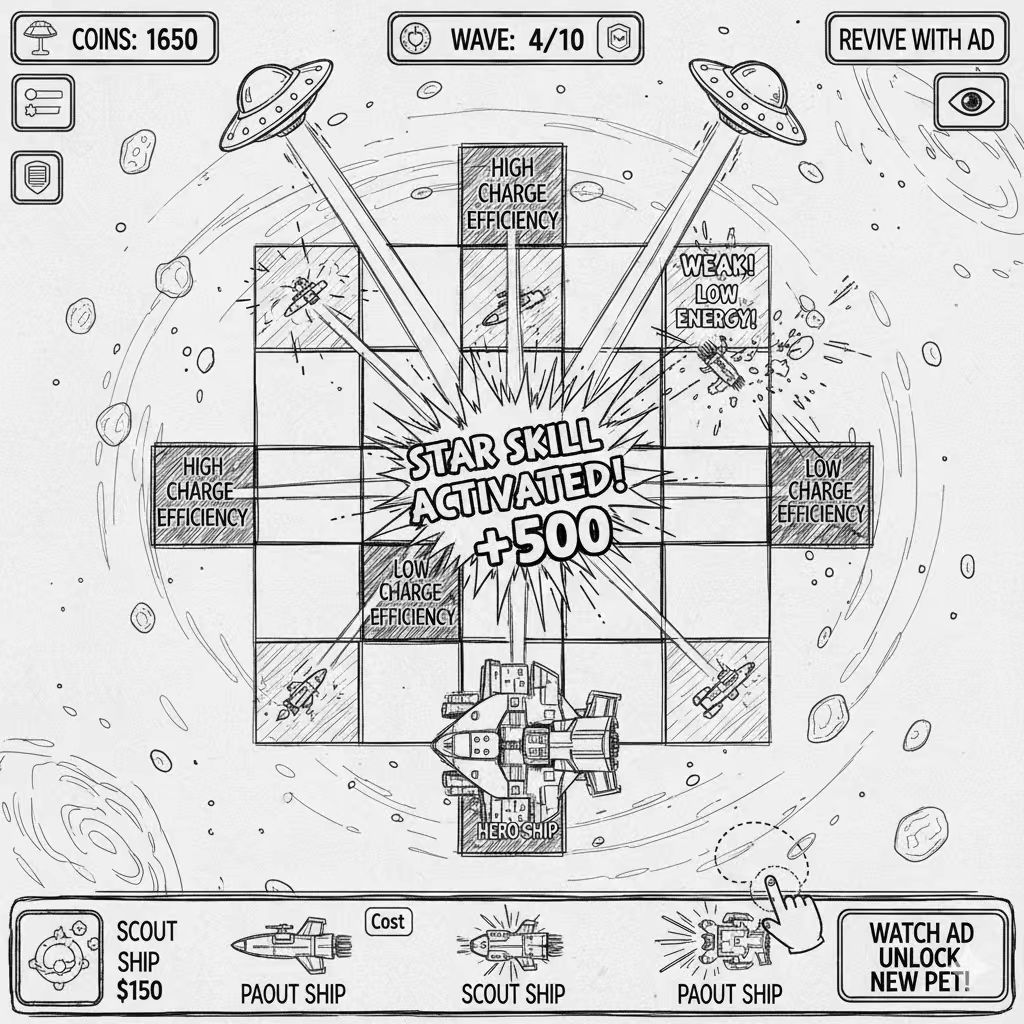 COINS: 1650
WAVE: 4/10
REVIVE WITH AD
HIGH
CHARGE
EFFICIENCY
WEAK!
LOW
ENERGY!
STAR SKILL
ACTIVATED!
+500
HIGH
CHARGE
EFFICIENCY
LOW
CHARGE
EFFICIENCY
LOW
CHARGE
EFFICIENCY
HERO SHIP
SCOUT
SHIP
$150
Cost
PAOUT SHIP
SCOUT SHIP
PAOUT SHIP
WATCH AD
UNLOCK
NEW PET!